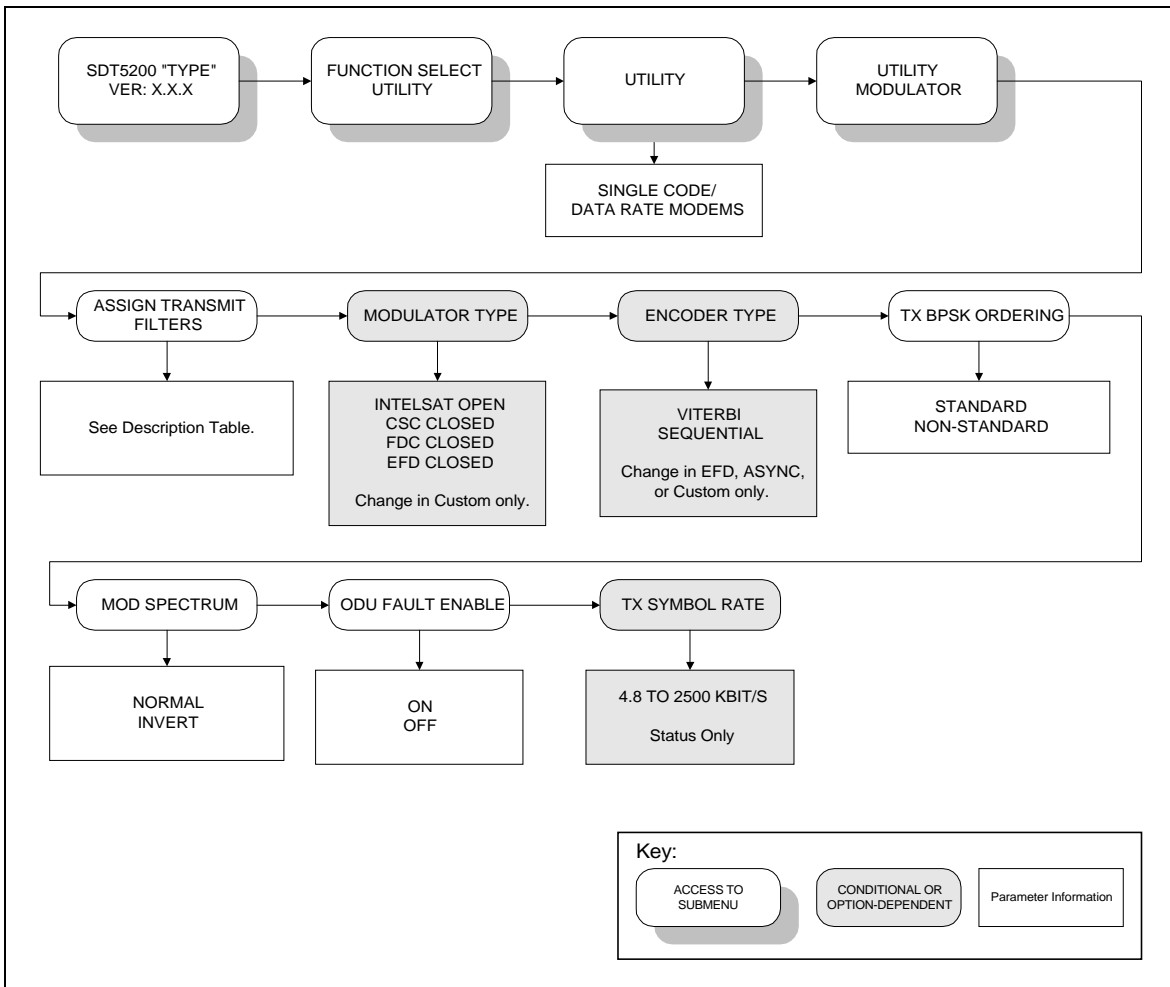 SDT5200 "TYPE"
VER: X.X.X
FUNCTION SELECT
UTILITY
UTILITY
UTILITY
MODULATOR
SINGLE CODE/
DATA RATE MODEMS
ASSIGN TRANSMIT
FILTERS
MODULATOR TYPE
ENCODER TYPE
TX BPSK ORDERING
See Description Table.
INTELSAT OPEN
CSC CLOSED
FDC CLOSED
EFD CLOSED
Change in Custom only.
VITERBI
SEQUENTIAL
Change in EFD, ASYNC,
or Custom only.
STANDARD
NON-STANDARD
MOD SPECTRUM
ODU FAULT ENABLE
TX SYMBOL RATE
NORMAL
INVERT
ON
OFF
4.8 TO 2500 KBIT/S
Status Only
Key:
ACCESS TO
SUBMENU
CONDITIONAL OR
OPTION-DEPENDENT
Parameter Information